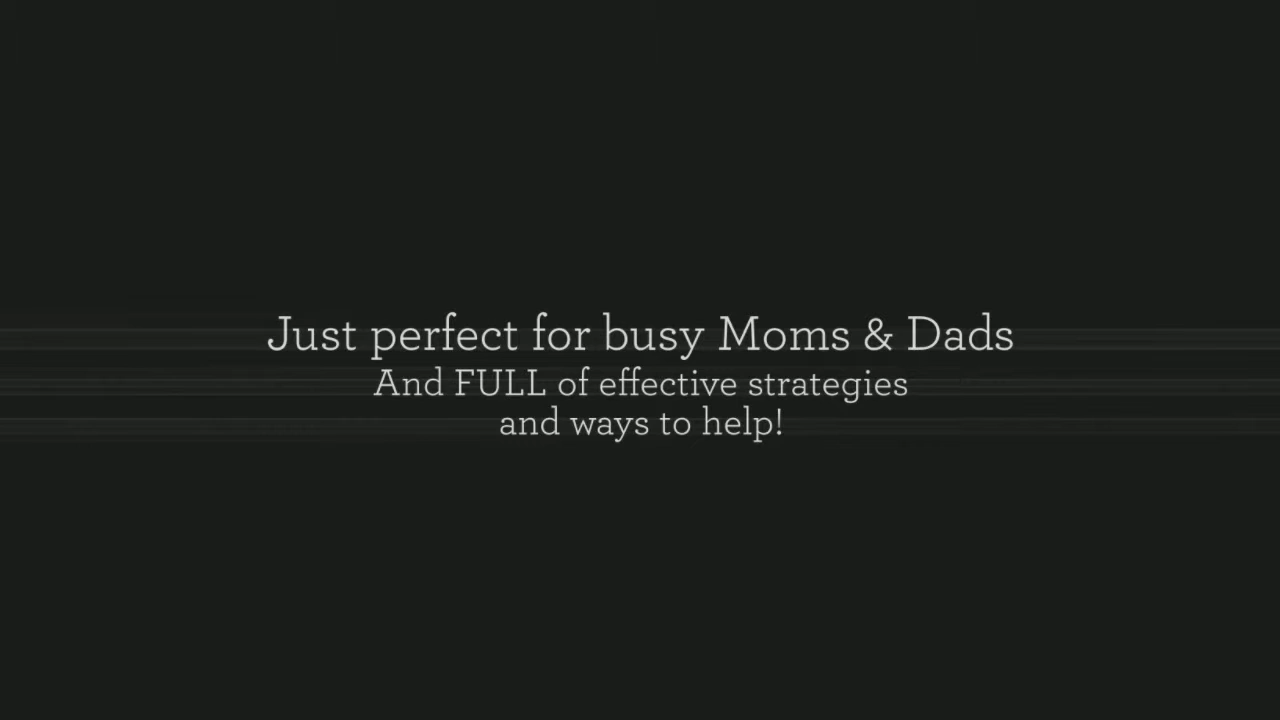 Just perfect for busy Moms & Dads
And FULL of effective strategies
and ways to help!